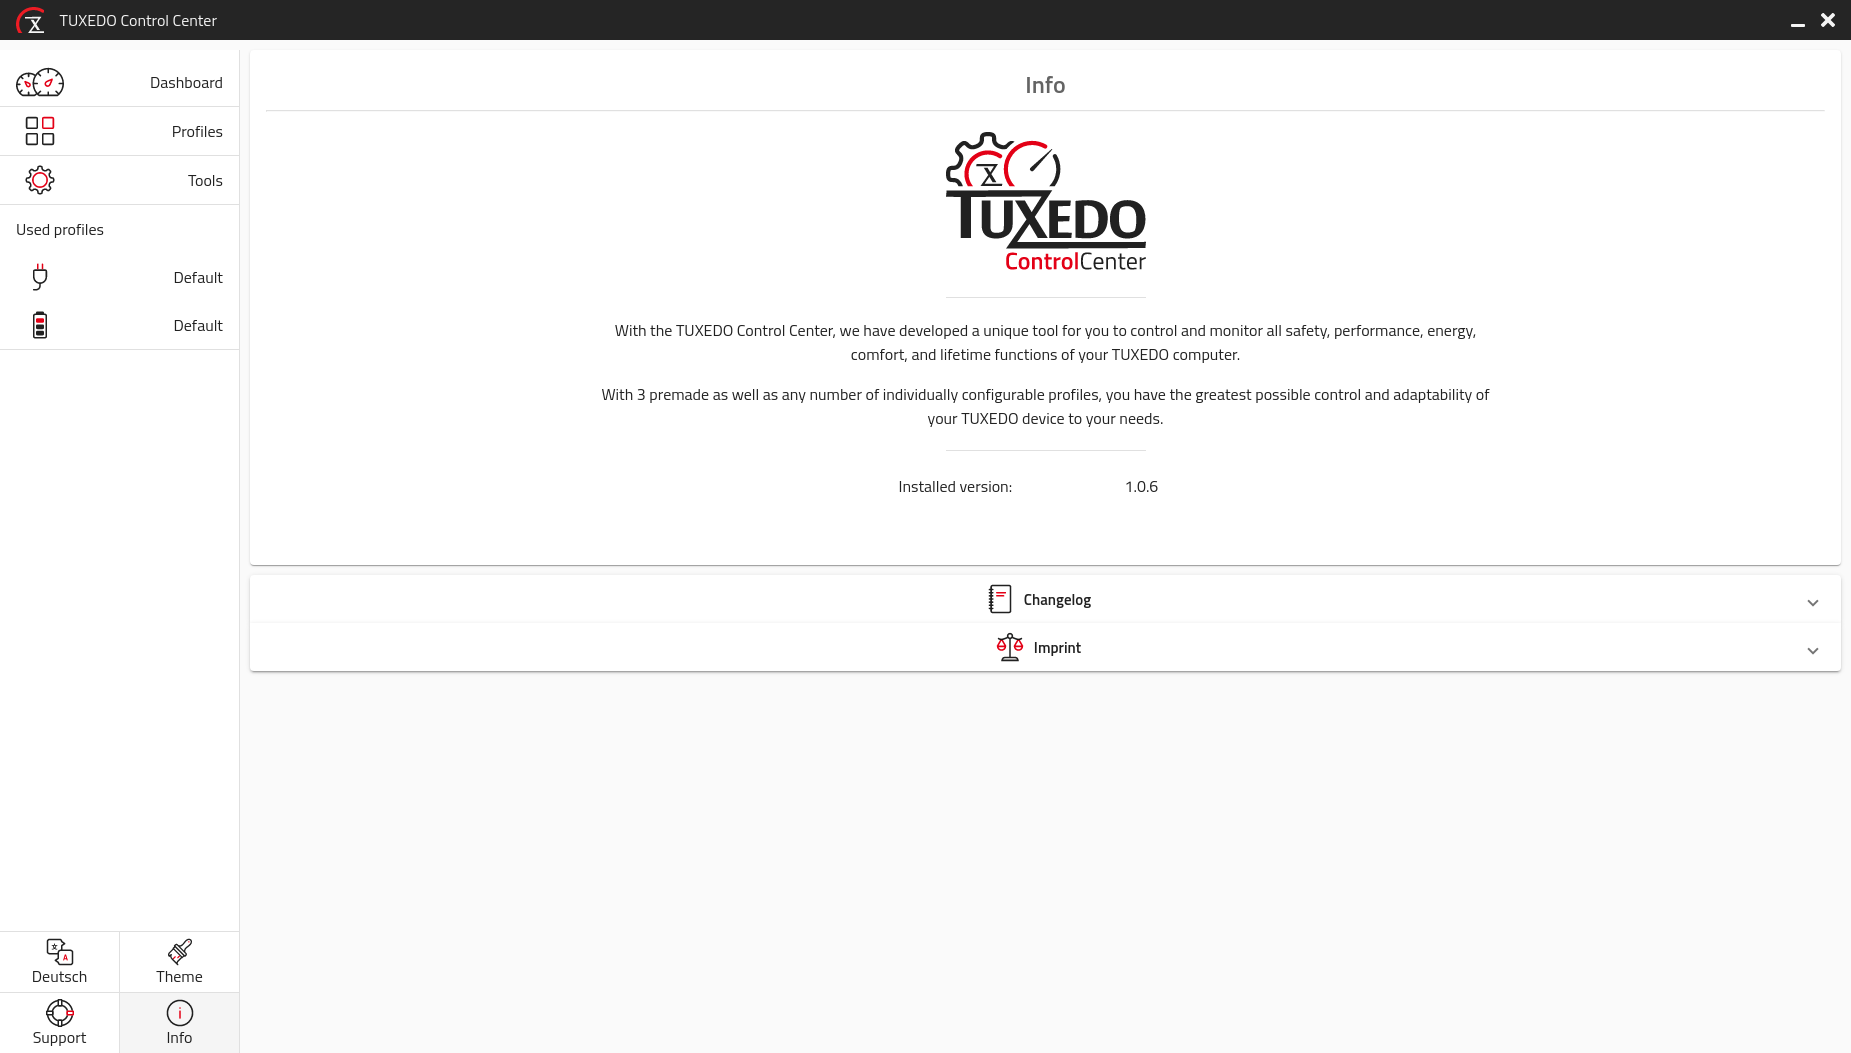 TUXEDO Control Center
Dashboard
Profiles
Tools
Used profiles
Default
Default
Deutsch
Theme
Support
Info
Info
TUXEDO
ControlCenter
With the TUXEDO Control Center, we have developed a unique tool for you to control and monitor all safety, performance, energy,
comfort, and lifetime functions of your TUXEDO computer.
With 3 premade as well as any number of individually configurable profiles, you have the greatest possible control and adaptability of
your TUXEDO device to your needs.
Installed version: 1.0.6
Changelog
Imprint